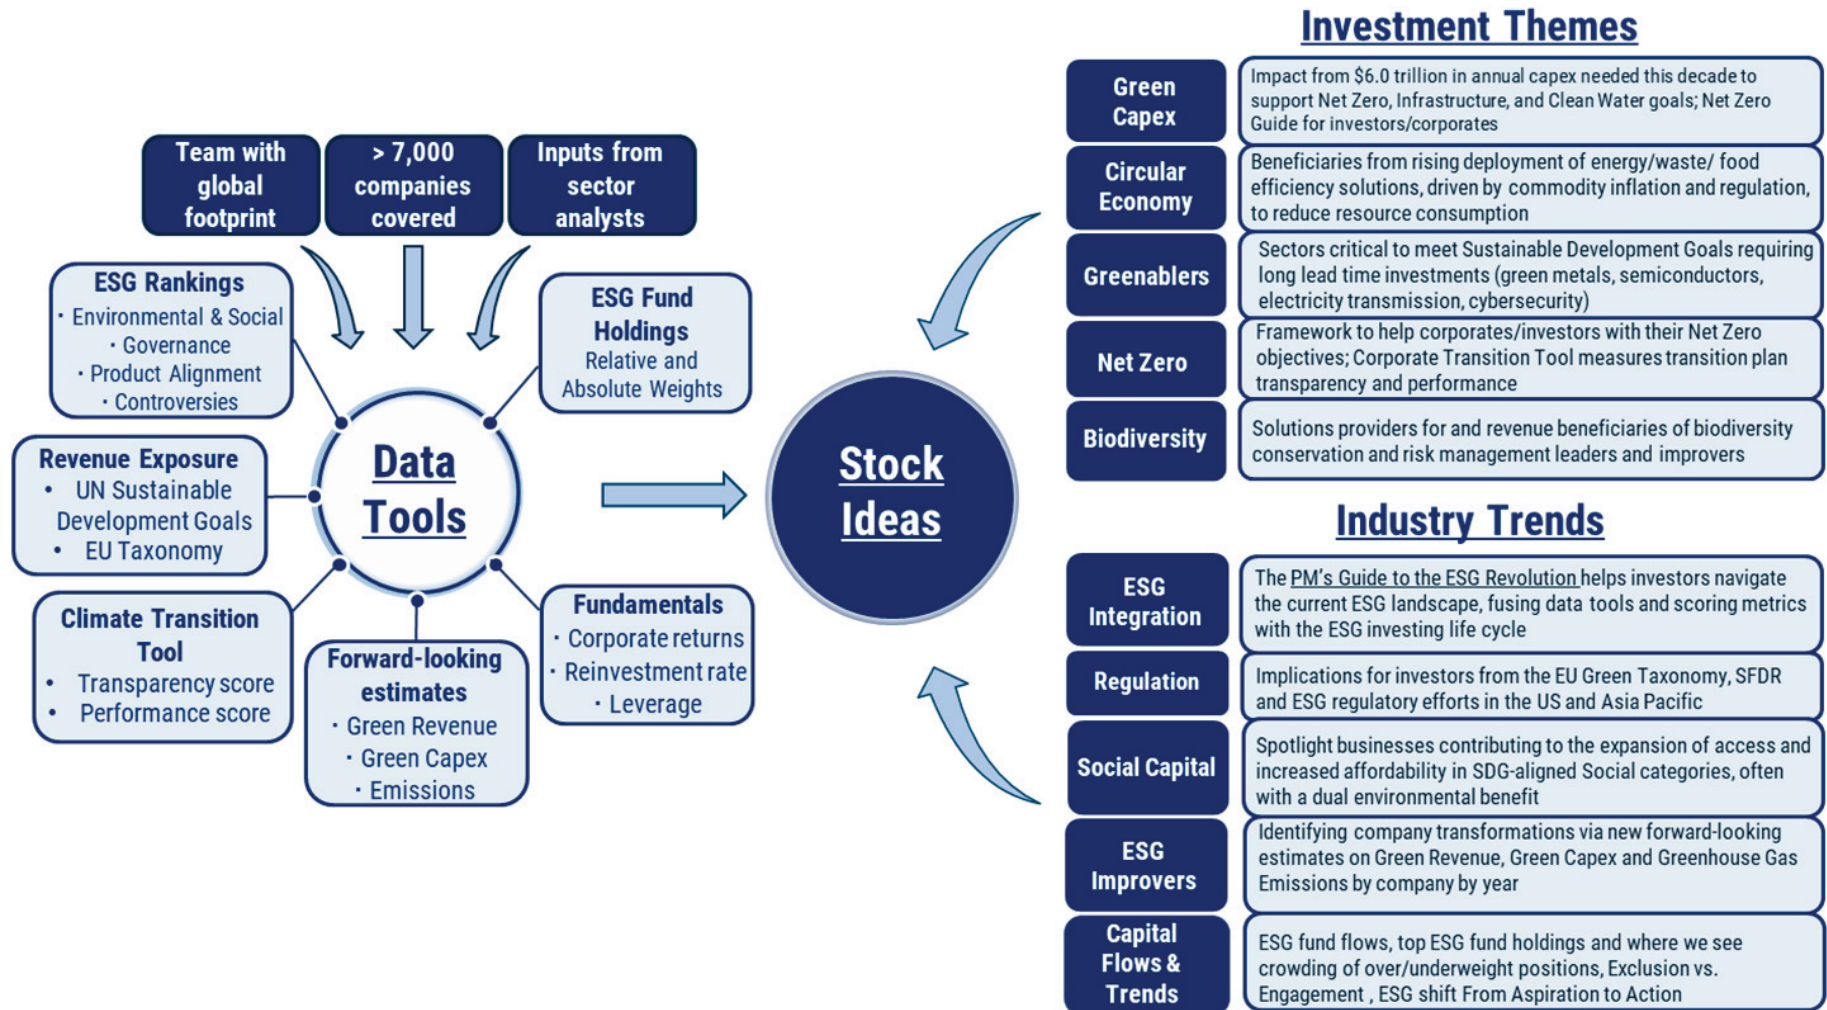 Team with
global
footprint
> 7,000
companies
covered
Inputs from
sector
analysts
ESG Rankings
· Environmental & Social
· Governance
· Product Alignment
· Controversies
ESG Fund
Holdings
Relative and
Absolute Weights
Revenue Exposure
• UN Sustainable
Development Goals
• EU Taxonomy
Data
Tools
Climate Transition
Tool
• Transparency score
• Performance score
Forward-looking
estimates
· Green Revenue
· Green Capex
· Emissions
Fundamentals
· Corporate returns
· Reinvestment rate
· Leverage
Stock
Ideas
Investment Themes
Green
Capex
Impact from $6.0 trillion in annual capex needed this decade to
support Net Zero, Infrastructure, and Clean Water goals; Net Zero
Guide for investors/corporates
Circular
Economy
Beneficiaries from rising deployment of energy/waste/ food
efficiency solutions, driven by commodity inflation and regulation,
to reduce resource consumption
Greenablers
Sectors critical to meet Sustainable Development Goals requiring
long lead time investments (green metals, semiconductors,
electricity transmission, cybersecurity)
Net Zero
Framework to help corporates/investors with their Net Zero
objectives; Corporate Transition Tool measures transition plan
transparency and performance
Biodiversity
Solutions providers for and revenue beneficiaries of biodiversity
conservation and risk management leaders and improvers
Industry Trends
ESG
Integration
The PM's Guide to the ESG Revolution helps investors navigate
the current ESG landscape, fusing data tools and scoring metrics
with the ESG investing life cycle
Regulation
Implications for investors from the EU Green Taxonomy, SFDR
and ESG regulatory efforts in the US and Asia Pacific
Social Capital
Spotlight businesses contributing to the expansion of access and
increased affordability in SDG-aligned Social categories, often
with a dual environmental benefit
ESG
Improvers
Identifying company transformations via new forward-looking
estimates on Green Revenue, Green Capex and Greenhouse Gas
Emissions by company by year
Capital
Flows &
Trends
ESG fund flows, top ESG fund holdings and where we see
crowding of over/underweight positions, Exclusion vs.
Engagement , ESG shift From Aspiration to Action